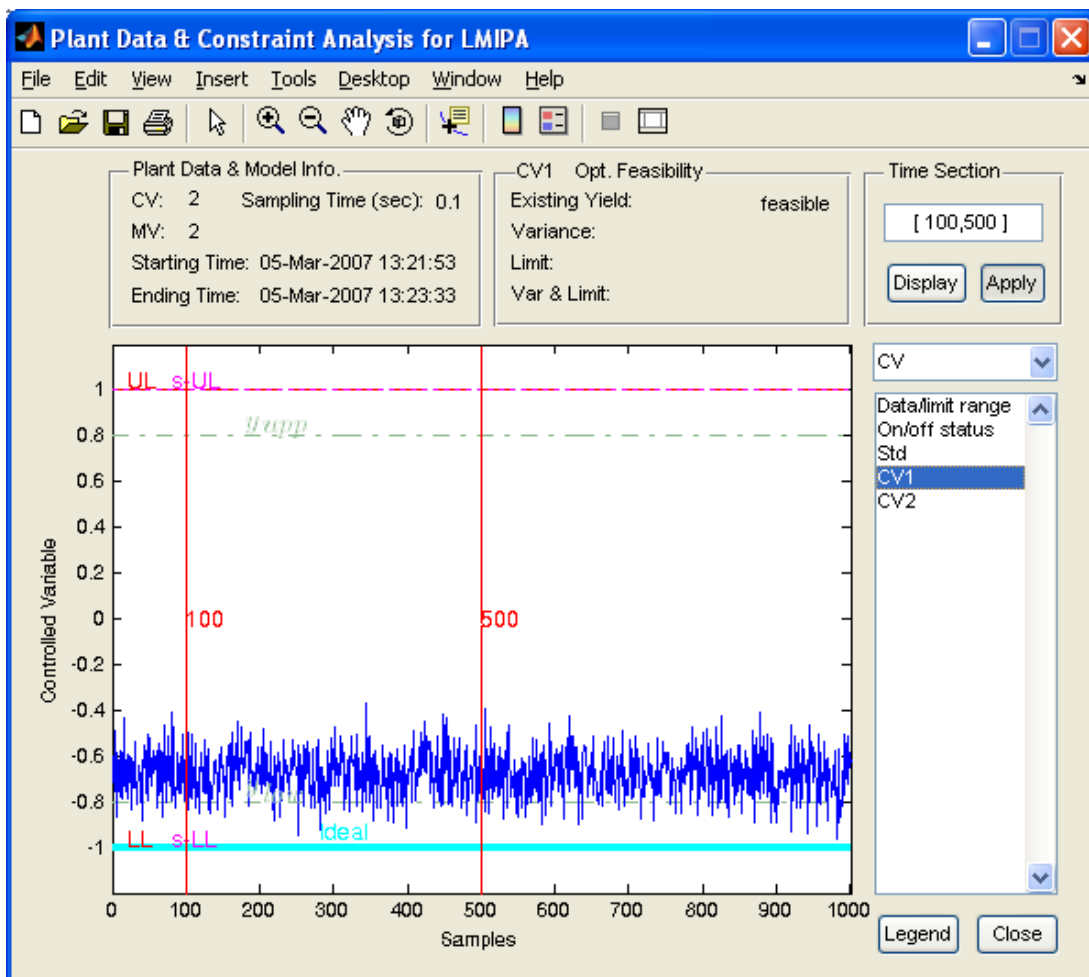 Plant Data & Constraint Analysis for LMIPA
File Edit View Insert Tools Desktop Window Help
Plant Data & Model Info.
CV: 2 Sampling Time (sec): 0.1
MV: 2
Starting Time: 05-Mar-2007 13:21:53
Ending Time: 05-Mar-2007 13:23:33
CV1 Opt. Feasibility
Existing Yield: feasible
Variance:
Limit:
Var & Limit:
Time Section
[ 100,500 ]
Display Apply
CV
Data/limit range
On/off status
Std
CV1
CV2
UL s-UL
yupp
100
500
Ideal
LL s-LL
1
0.8
0.6
0.4
0.2
0
-0.2
-0.4
-0.6
-0.8
-1
Controlled Variable
0 100 200 300 400 500 600 700 800 900 1000
Samples
Legend Close